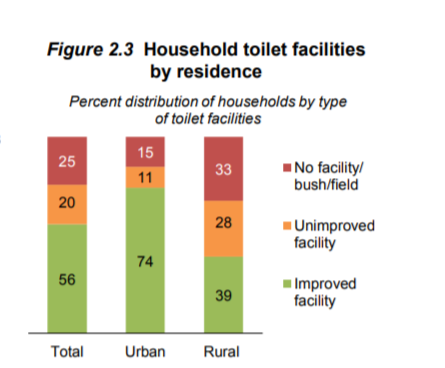 Figure 2.3 Household toilet facilities
by residence
Percent distribution of households by type
of toilet facilities
25
15
33
20
11
28
56
74
39
No facility/
bush/field
Unimproved
facility
Improved
facility
Total Urban Rural